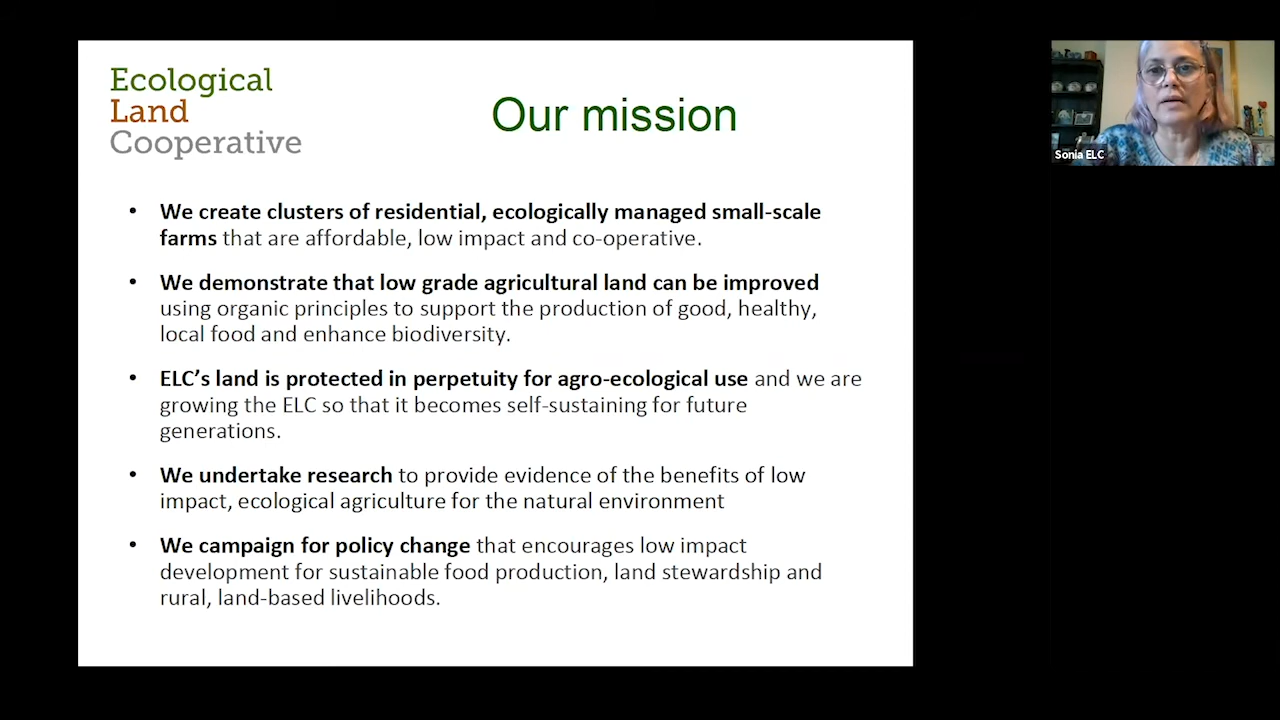 Ecological
Land
Cooperative
Our mission
• We create clusters of residential, ecologically managed small-scale
farms that are affordable, low impact and co-operative.
• We demonstrate that low grade agricultural land can be improved
using organic principles to support the production of good, healthy,
local food and enhance biodiversity.
• ELC’s land is protected in perpetuity for agro-ecological use and we are
growing the ELC so that it becomes self-sustaining for future
generations.
• We undertake research to provide evidence of the benefits of low
impact, ecological agriculture for the natural environment
• We campaign for policy change that encourages low impact
development for sustainable food production, land stewardship and
rural, land-based livelihoods.
Sonia ELC